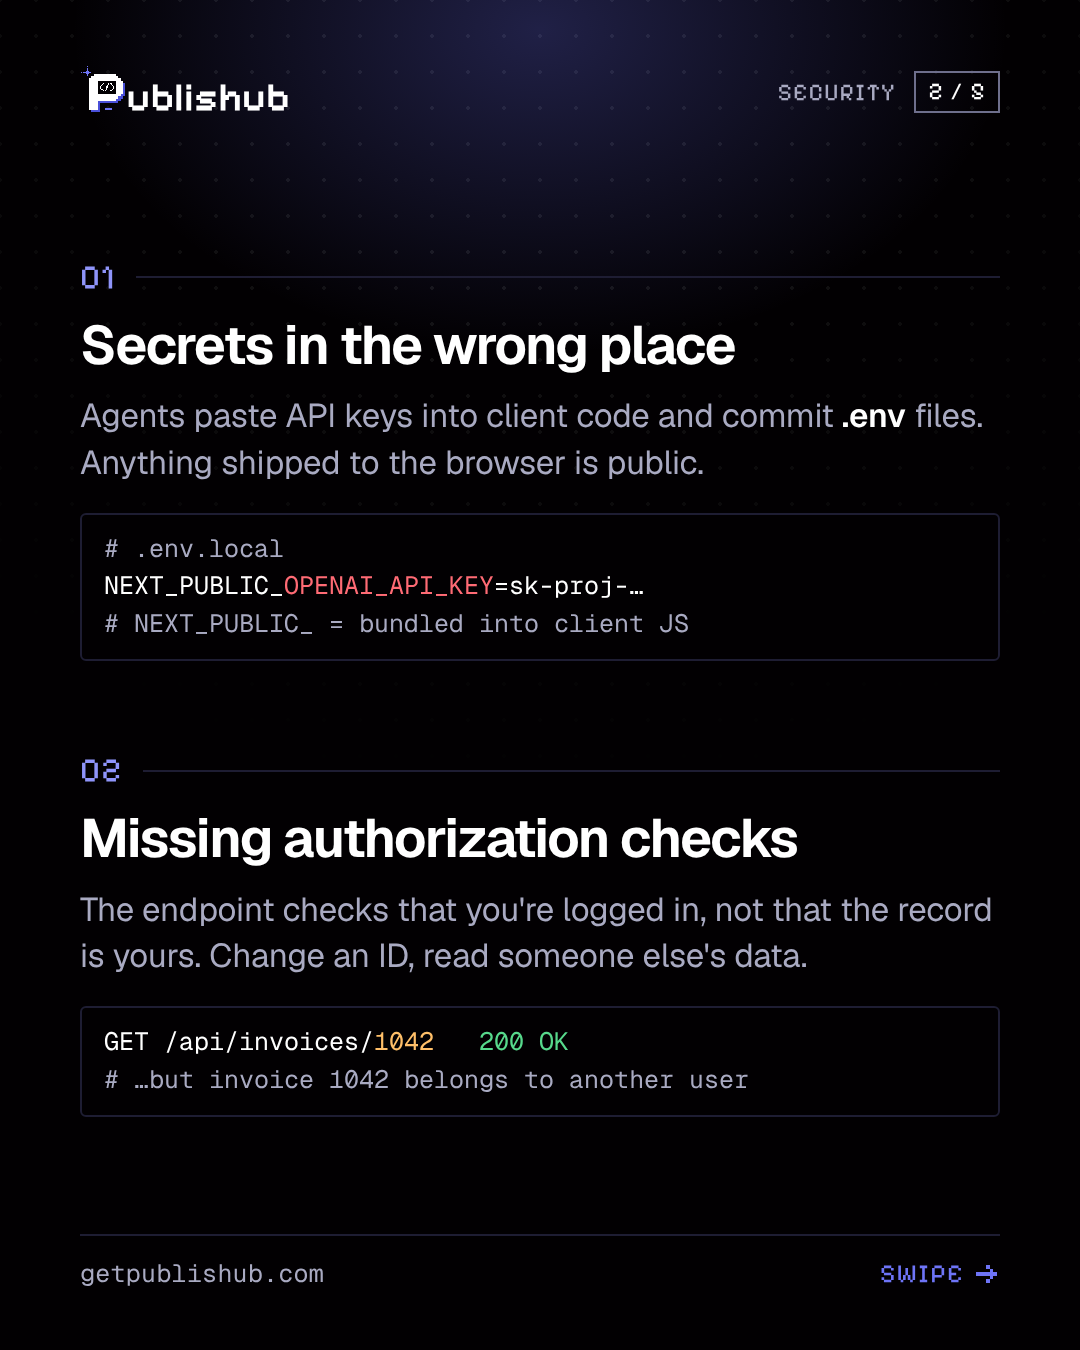 Publishub
SECURITY 2 / 5
01
Secrets in the wrong place
Agents paste API keys into client code and commit .env files.
Anything shipped to the browser is public.
# .env.local
NEXT_PUBLIC_OPENAI_API_KEY=sk-proj-…
# NEXT_PUBLIC_ = bundled into client JS
02
Missing authorization checks
The endpoint checks that you're logged in, not that the record
is yours. Change an ID, read someone else's data.
GET /api/invoices/1042   200 OK
# …but invoice 1042 belongs to another user
getpublishub.com
SWIPE →